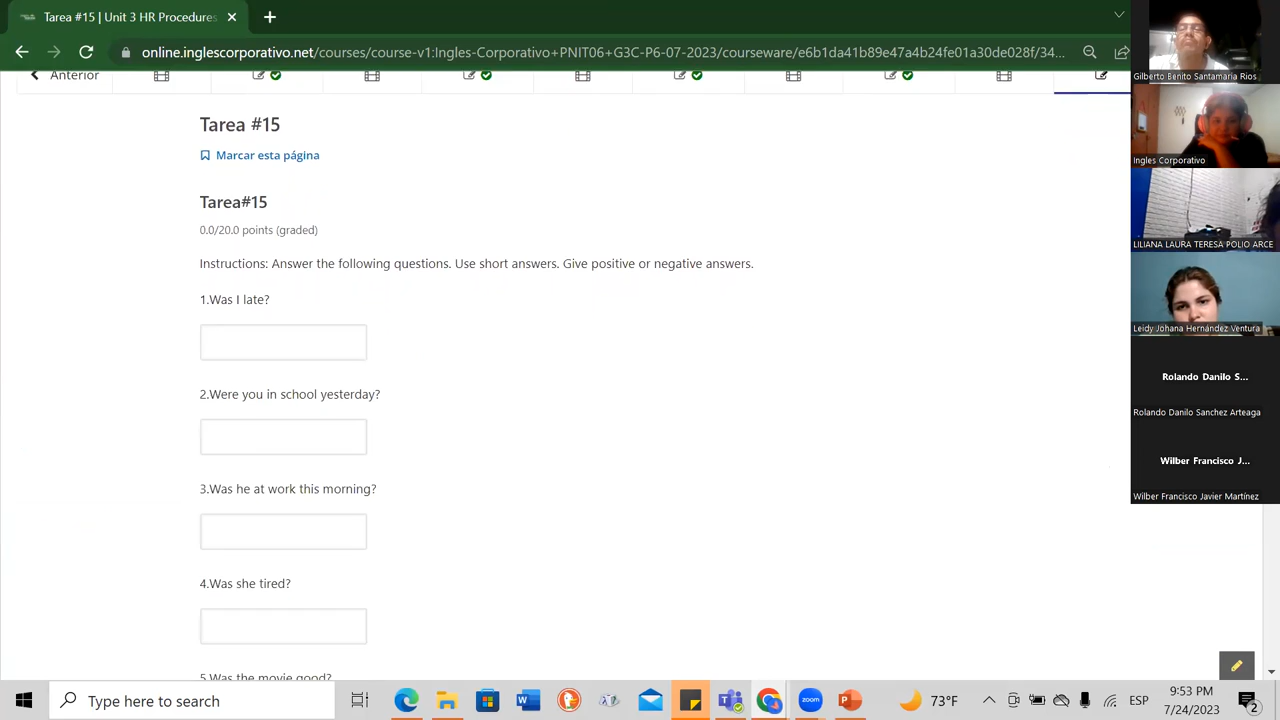 Tarea #15 | Unit 3 HR Procedures
online.inglescorporativo.net/courses/course-v1:Ingles-Corporativo+PNIT06+G3C-P6-07-2023/courseware/e6b1da41b89e47a4b24fe01a30de028f/34...
Anterior
Tarea #15
Marcar esta página
Tarea#15
0.0/20.0 points (graded)
Instructions: Answer the following questions. Use short answers. Give positive or negative answers.
1.Was I late?
2.Were you in school yesterday?
3.Was he at work this morning?
4.Was she tired?
5.Was the movie good?
Gilberto Benito Santamaria Rios
Ingles Corporativo
LILIANA LAURA TERESA POLIO ARCE
Leidy Johana Hernández Ventura
Rolando Danilo S...
Rolando Danilo Sanchez Arteaga
Wilber Francisco J...
Wilber Francisco Javier Martínez
Type here to search
zoom
73°F
ESP
9:53 PM
7/24/2023
2